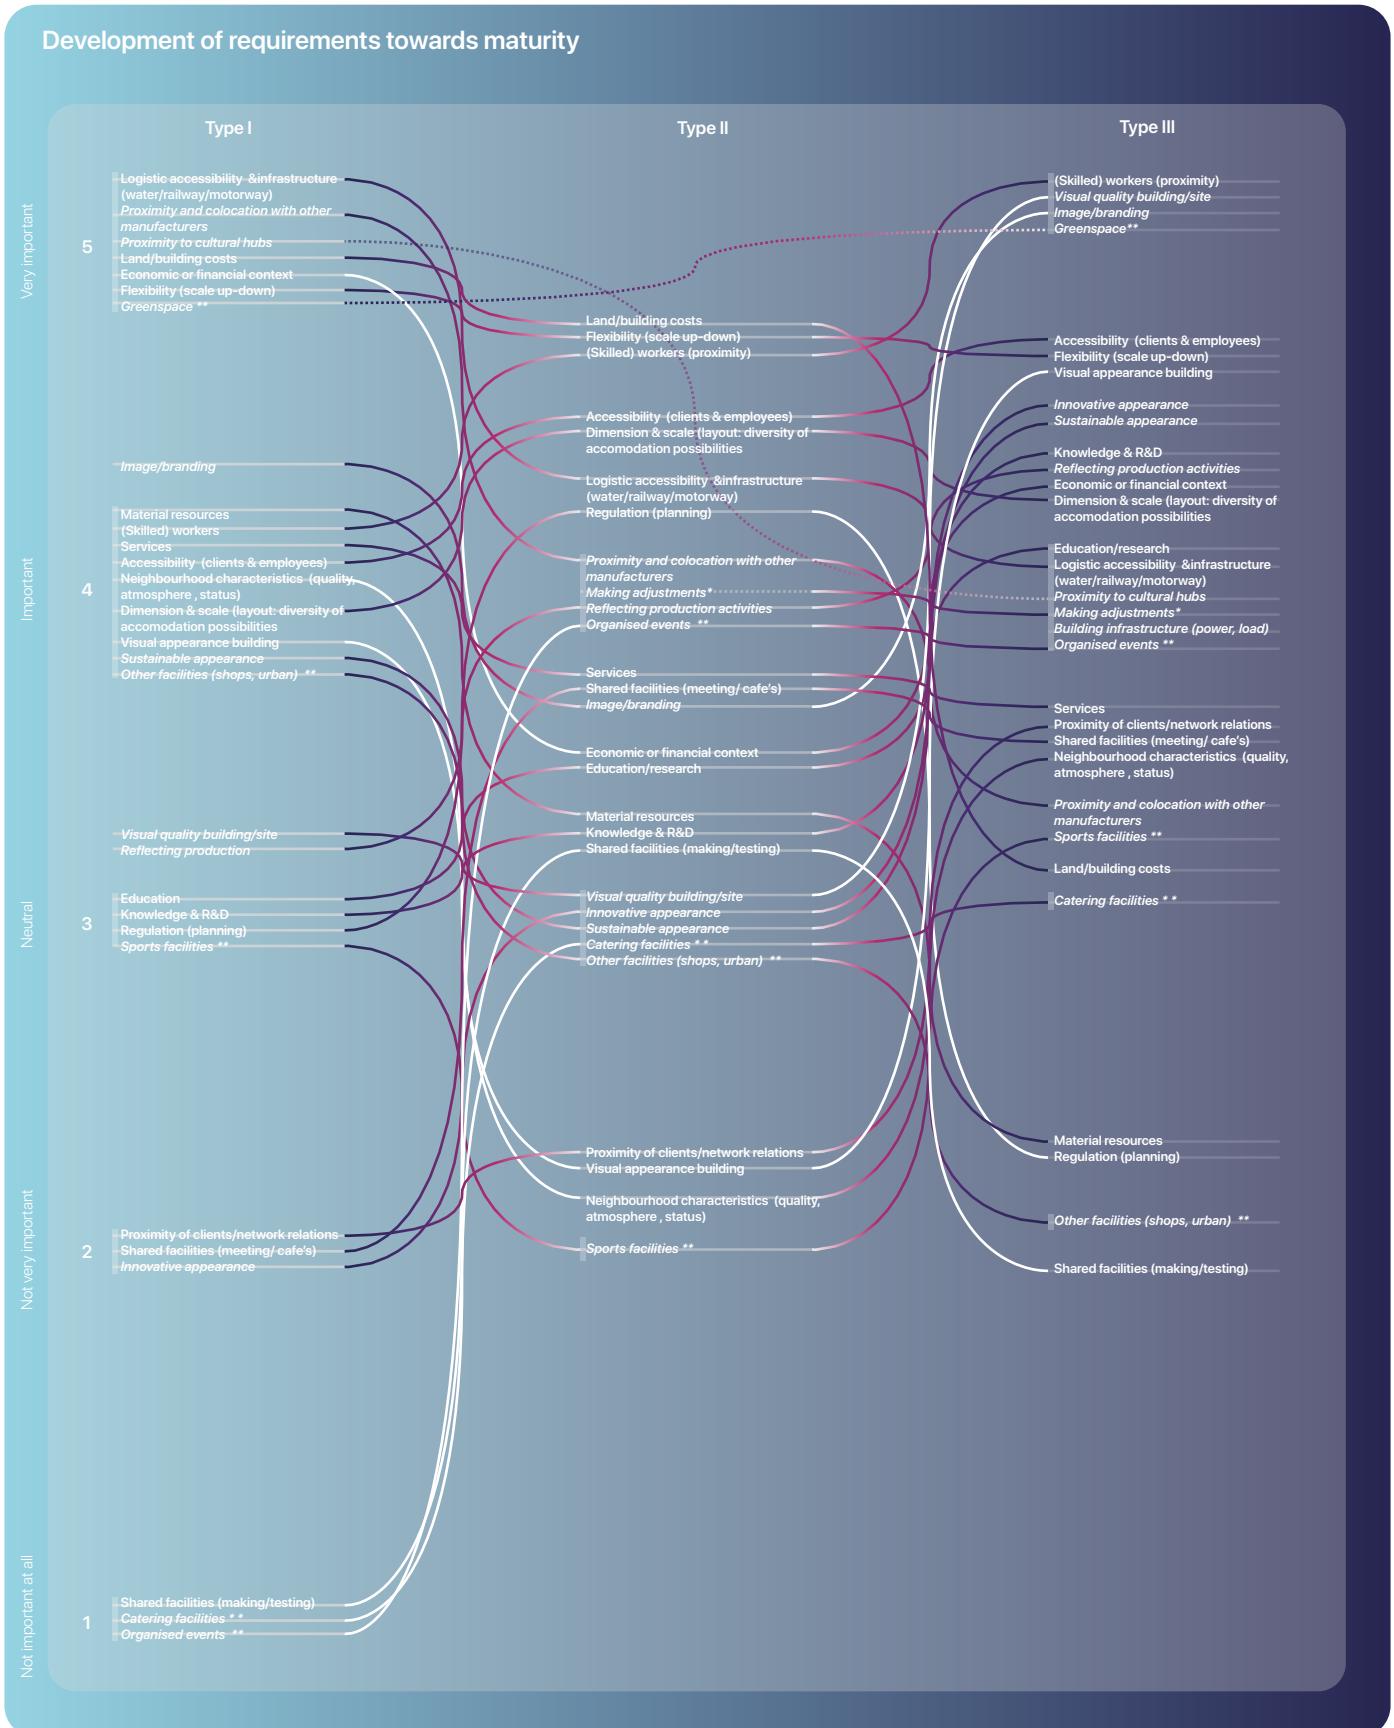 Development of requirements towards maturity
Type I
Type II
Type III
Very important
5
Important
4
Neutral
3
Not very important
2
Not important at all
1
Logistic accessibility &infrastructure
(water/railway/motorway)
Proximity and colocation with other
manufacturers
Proximity to cultural hubs
Land/building costs
Economic or financial context
Flexibility (scale up-down)
Greenspace **
Image/branding
Material resources
(Skilled) workers
Services
Accessibility (clients & employees)
Neighbourhood characteristics (quality,
atmosphere , status)
Dimension & scale (layout: diversity of
accomodation possibilities
Visual appearance building
Sustainable appearance
Other facilities (shops, urban) **
Visual quality building/site
Reflecting production
Education
Knowledge & R&D
Regulation (planning)
Sports facilities **
Proximity of clients/network relations
Shared facilities (meeting/ cafe's)
Innovative appearance
Shared facilities (making/testing)
Catering facilities * *
Organised events **
Land/building costs
Flexibility (scale up-down)
(Skilled) workers (proximity)
Accessibility (clients & employees)
Dimension & scale (layout: diversity of
accomodation possibilities
Logistic accessibility &infrastructure
(water/railway/motorway)
Regulation (planning)
Proximity and colocation with other
manufacturers
Making adjustments*
Reflecting production activities
Organised events **
Services
Shared facilities (meeting/ cafe's)
Image/branding
Economic or financial context
Education/research
Material resources
Knowledge & R&D
Shared facilities (making/testing)
Visual quality building/site
Innovative appearance
Sustainable appearance
Catering facilities * *
Other facilities (shops, urban) **
Proximity of clients/network relations
Visual appearance building
Neighbourhood characteristics (quality,
atmosphere , status)
Sports facilities **
(Skilled) workers (proximity)
Visual quality building/site
Image/branding
Greenspace**
Accessibility (clients & employees)
Flexibility (scale up-down)
Visual appearance building
Innovative appearance
Sustainable appearance
Knowledge & R&D
Reflecting production activities
Economic or financial context
Dimension & scale (layout: diversity of
accomodation possibilities
Education/research
Logistic accessibility &infrastructure
(water/railway/motorway)
Proximity to cultural hubs
Making adjustments*
Building infrastructure (power, load)
Organised events **
Services
Proximity of clients/network relations
Shared facilities (meeting/ cafe's)
Neighbourhood characteristics (quality,
atmosphere , status)
Proximity and colocation with other
manufacturers
Sports facilities **
Land/building costs
Catering facilities * *
Material resources
Regulation (planning)
Other facilities (shops, urban) **
Shared facilities (making/testing)